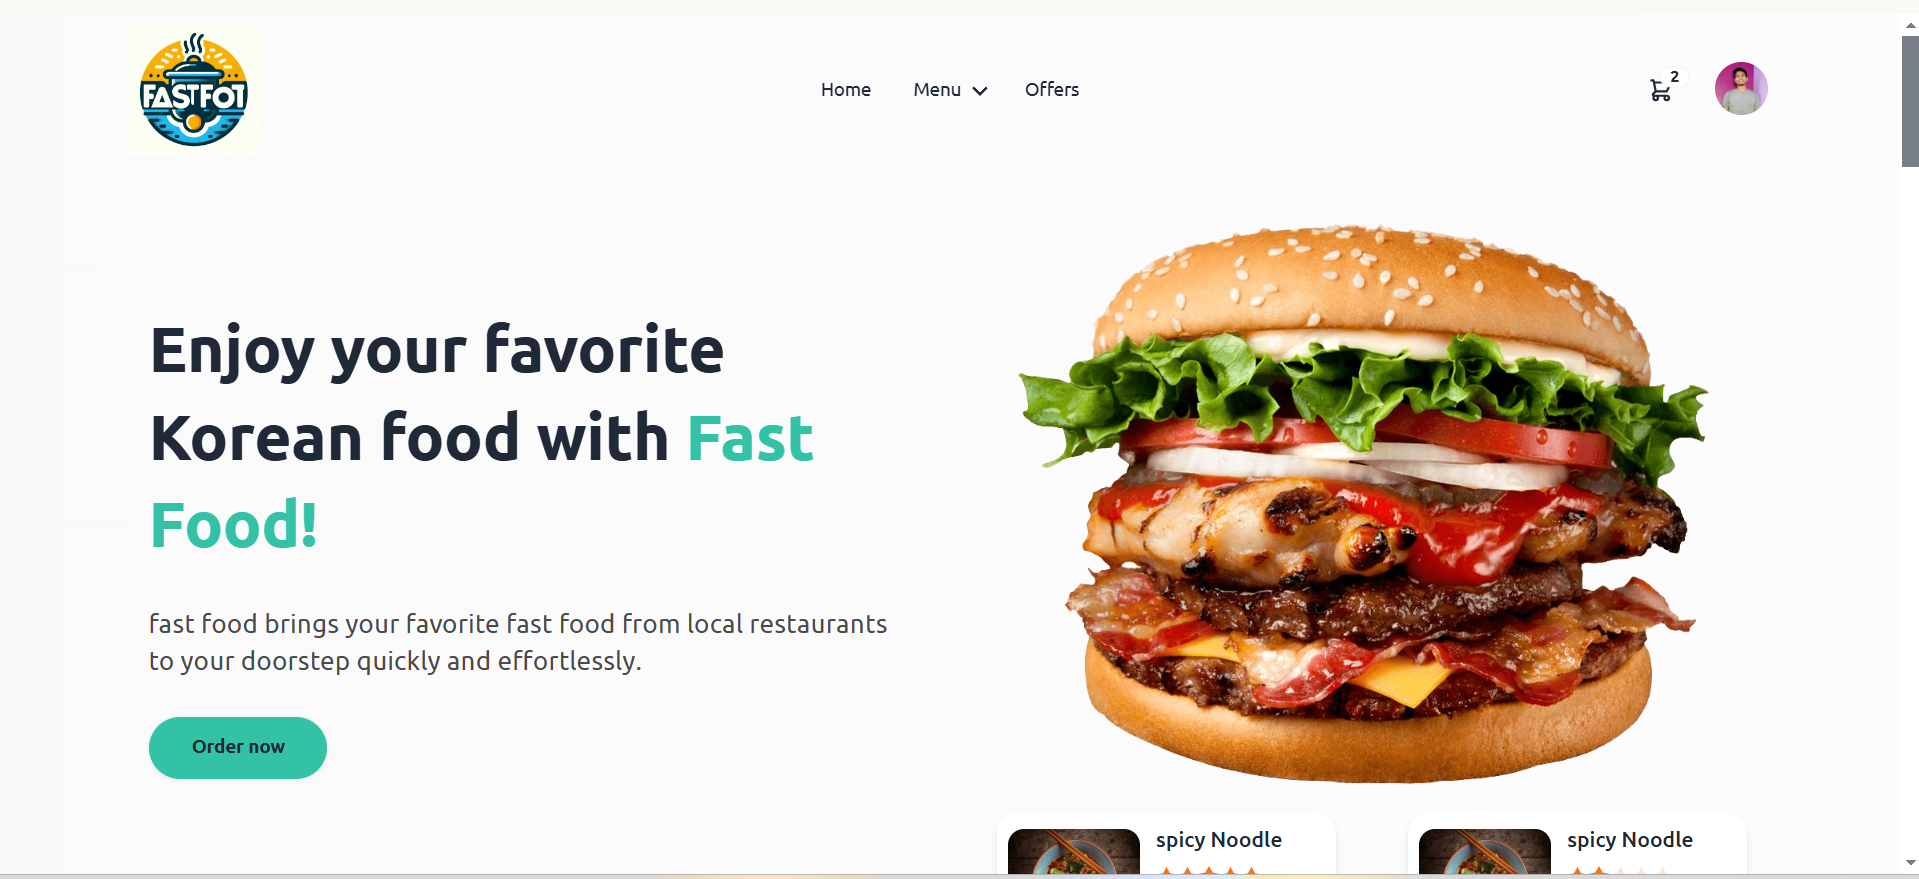 FASTFOT
Home
Menu
Offers
2
Enjoy your favorite
Korean food with Fast
Food!
fast food brings your favorite fast food from local restaurants
to your doorstep quickly and effortlessly.
Order now
spicy Noodle
spicy Noodle